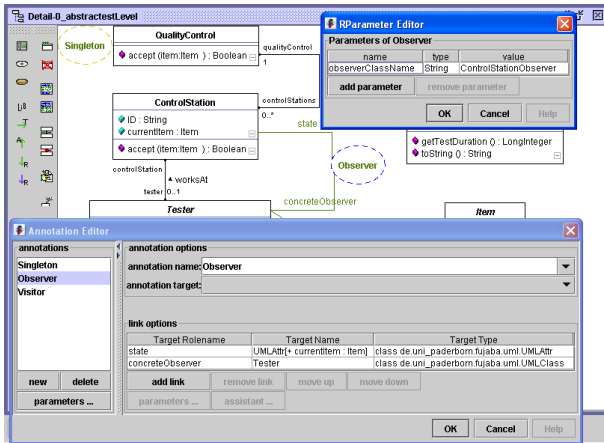 Detail-0_abstractestLevel
Singleton
QualityControl
accept (item:Item ) : Boolean
qualityControl
1
ControlStation
ID : String
currentItem : Item
accept (item:Item ) : Boolean
controlStations
0..*
state
Observer
controlStation
worksAt
tester 0..1
concreteObserver
Tester
getTestDuration () : LongInteger
toString () : String
Item
RParameter Editor
Parameters of Observer
name type value
observerClassName String ControlStationObserver
add parameter remove parameter
OK Cancel Help
Annotation Editor
annotations
Singleton
Observer
Visitor
new delete
parameters ...
annotation options
annotation name: Observer
annotation target:
link options
Target Rolename Target Name Target Type
state UMLAttr[+ currentItem : Item] class de.uni_paderborn.fujaba.uml.UMLAttr
concreteObserver Tester class de.uni_paderborn.fujaba.uml.UMLClass
add link remove link move up move down
parameters ... assistant ...
OK Cancel Help